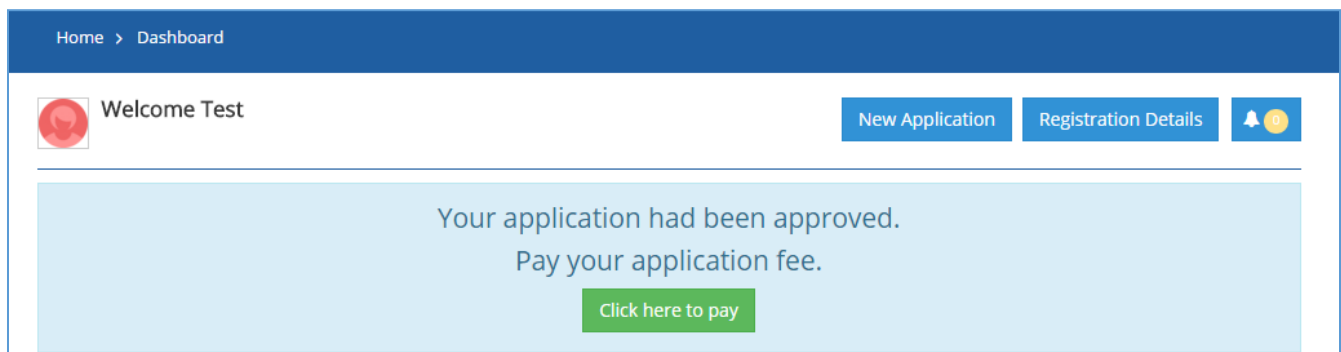 Home > Dashboard
Welcome Test
New Application
Registration Details
0
Your application had been approved.
Pay your application fee.
Click here to pay